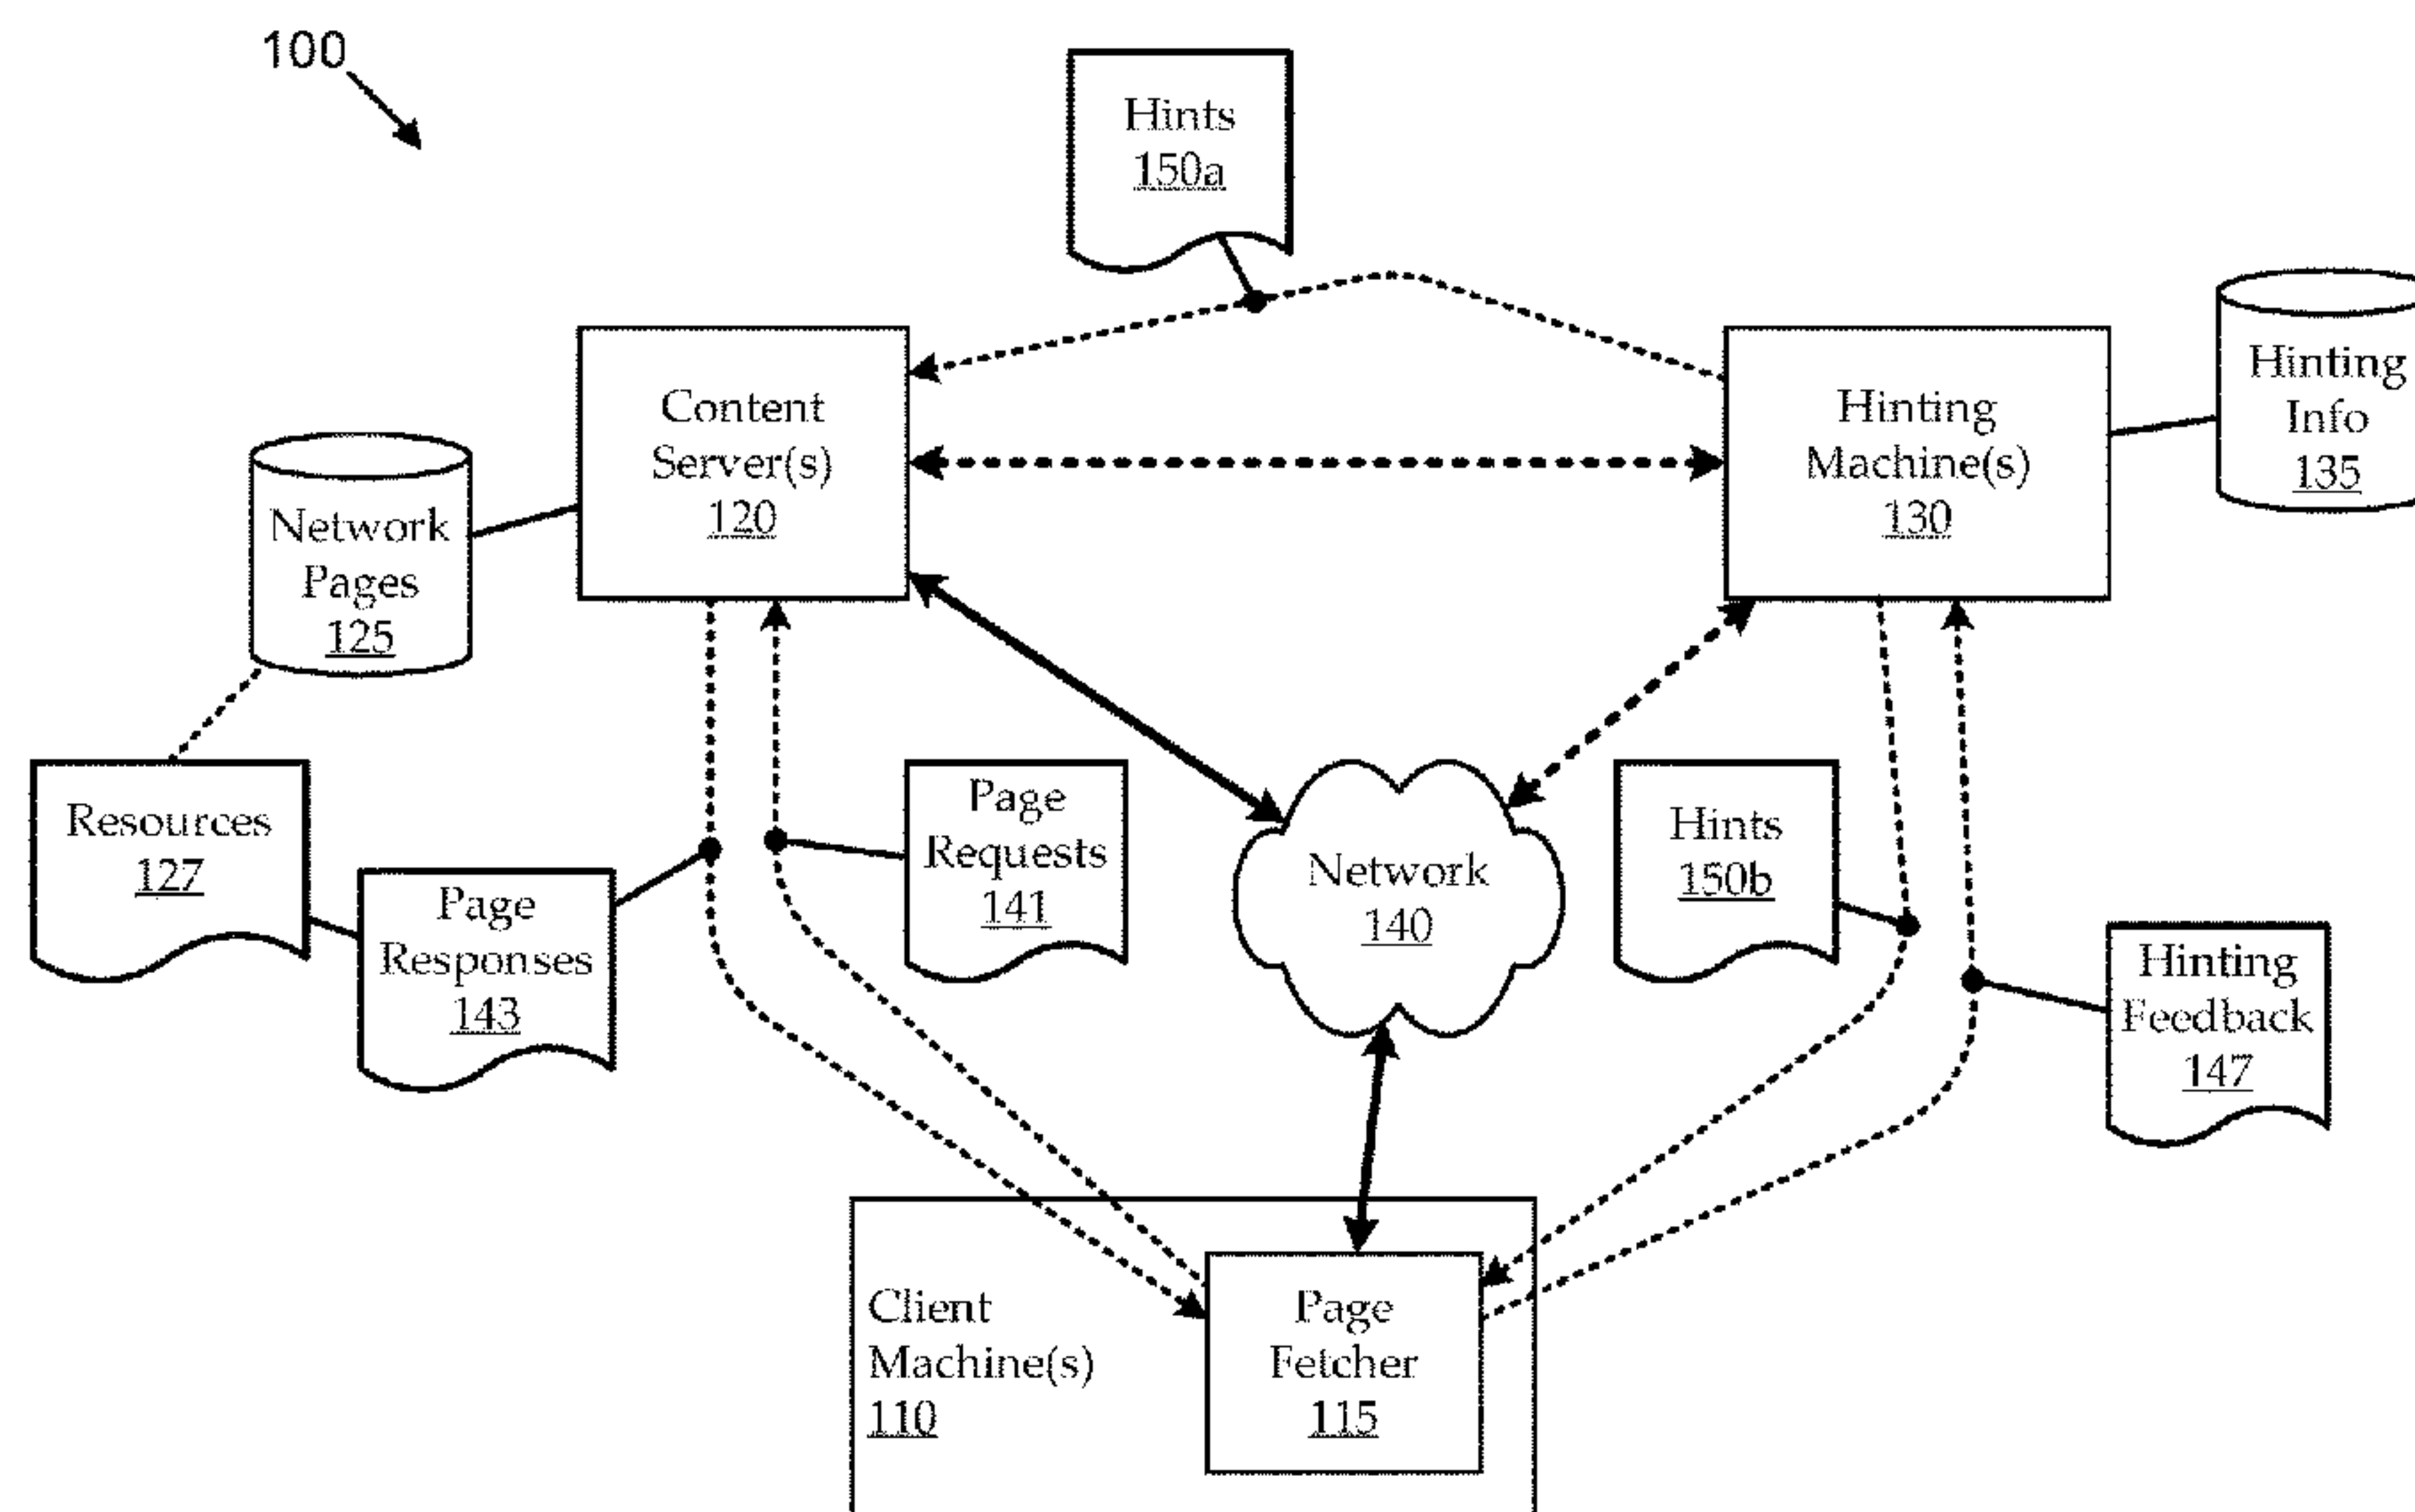 100
Hints
150a
Content
Server(s)
120
Hinting
Machine(s)
130
Hinting
Info
135
Network
Pages
125
Resources
127
Page
Responses
143
Page
Requests
141
Network
140
Hints
150b
Hinting
Feedback
147
Client
Machine(s)
110
Page
Fetcher
115